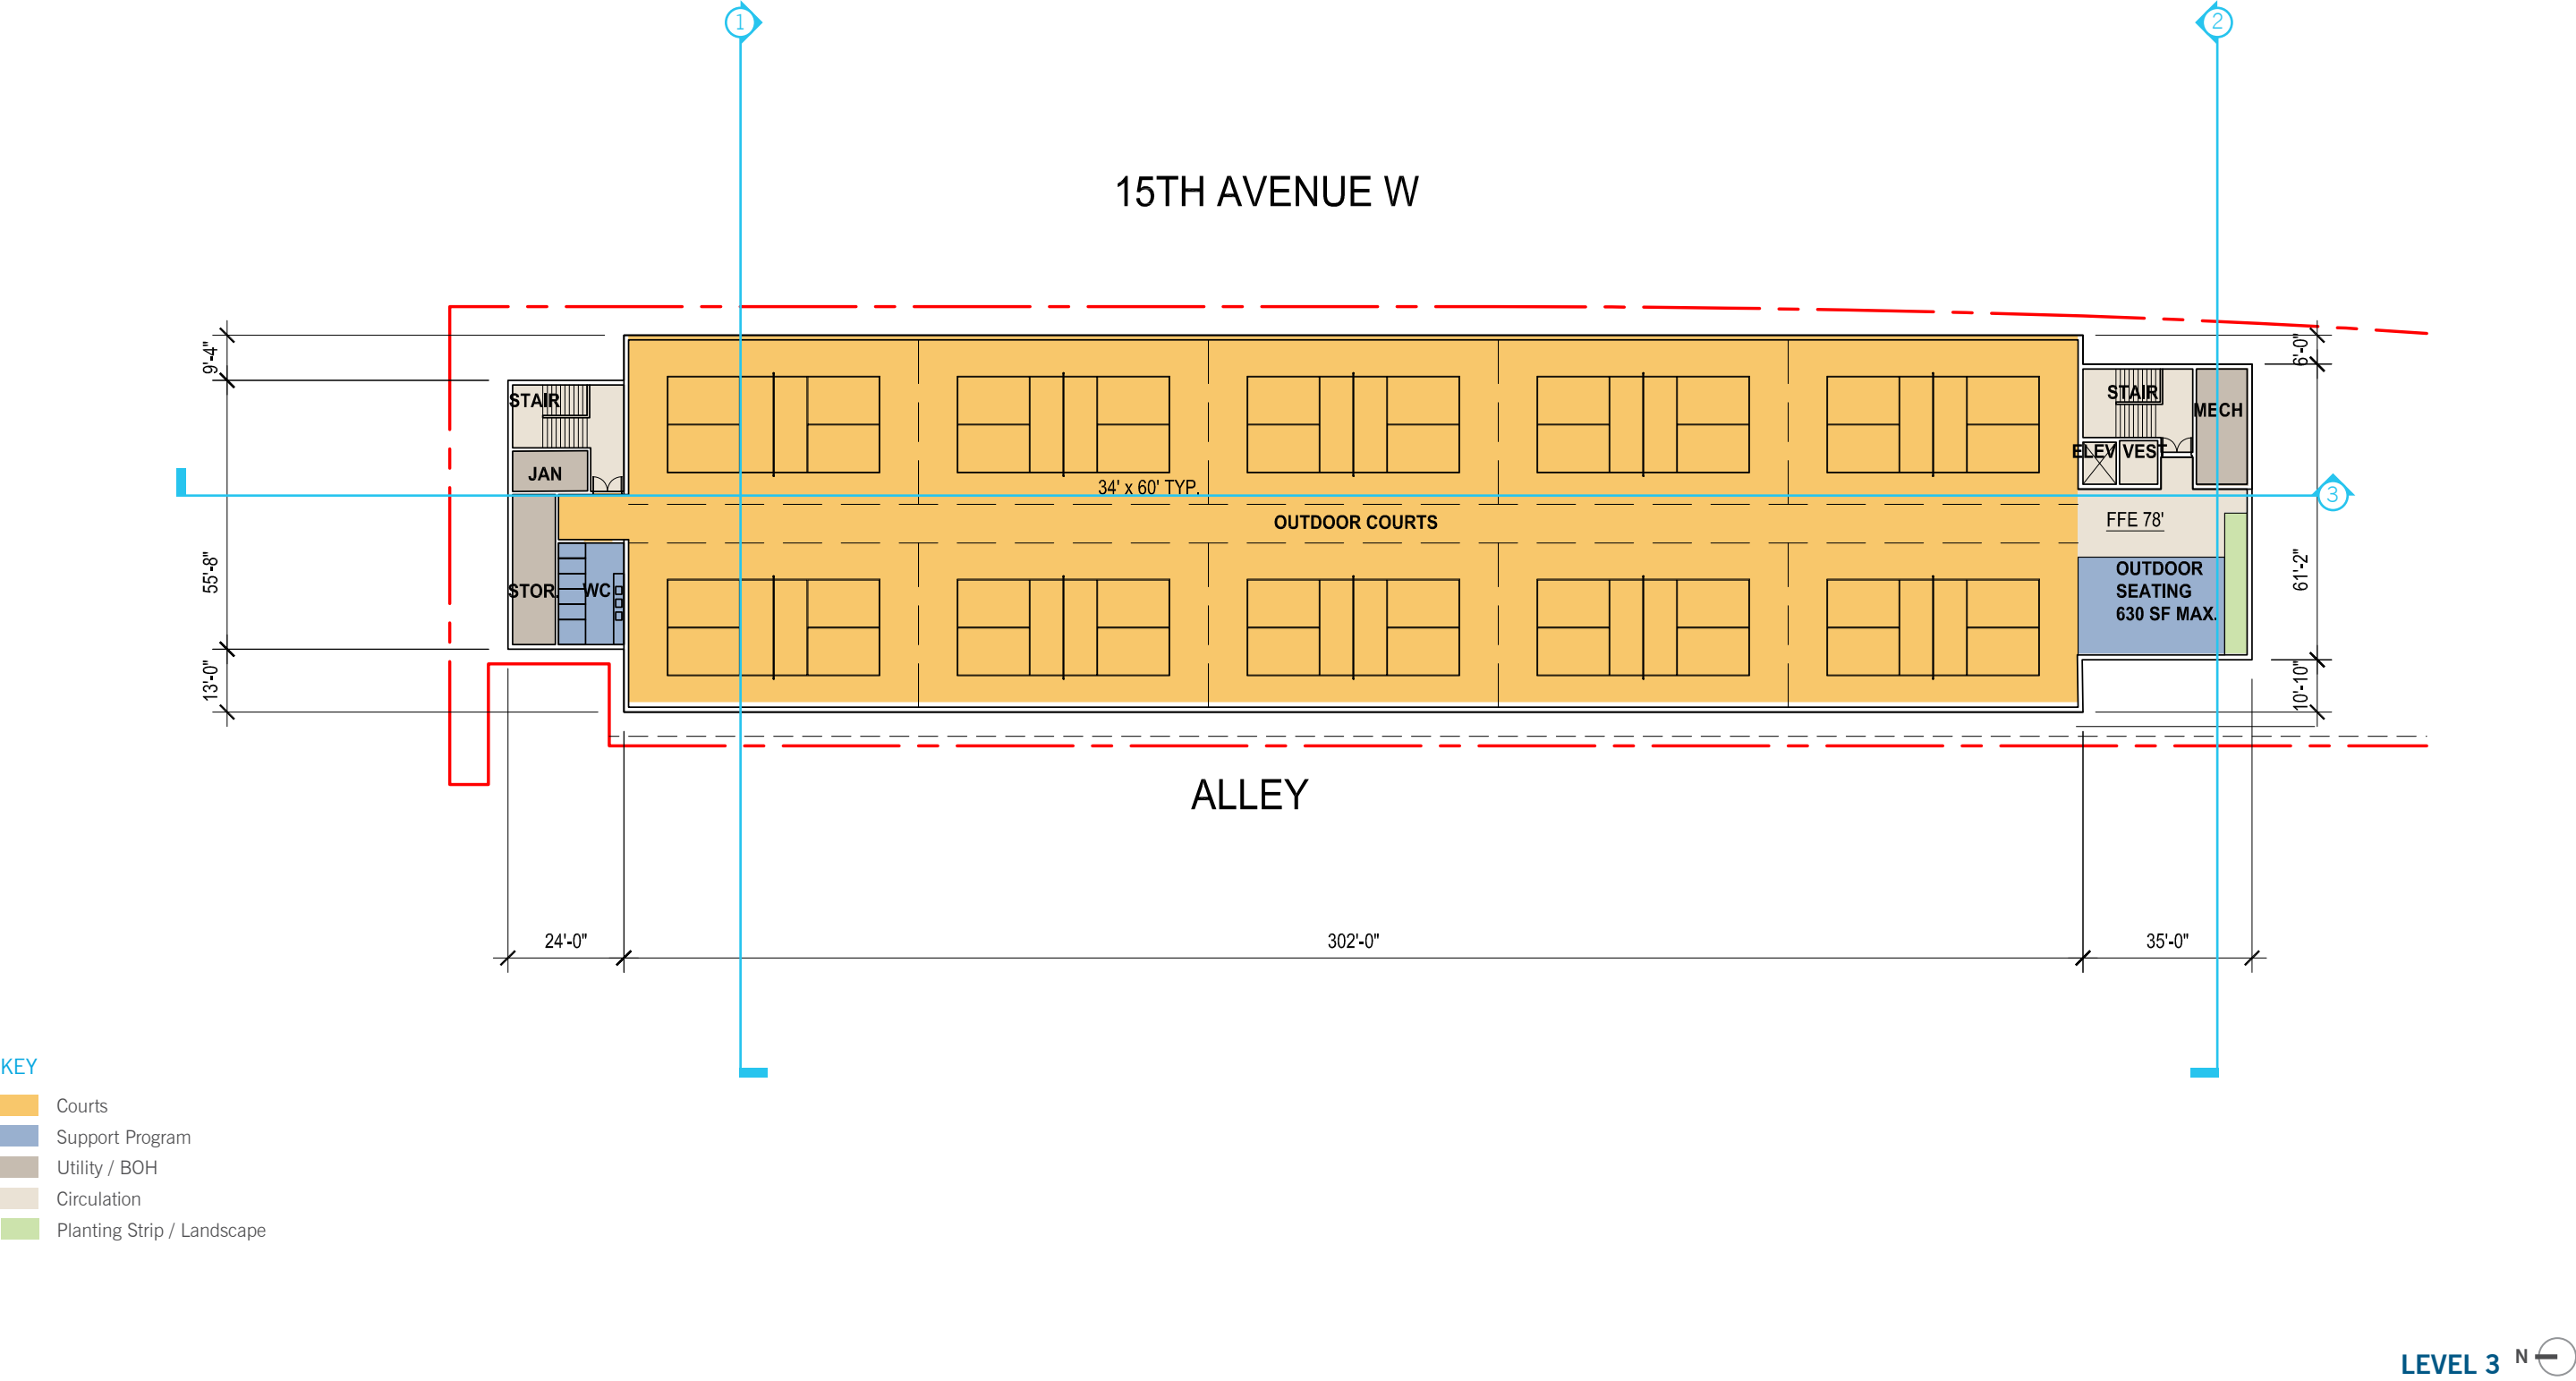 1
2
15TH AVENUE W
9'-4"
6'-0"
STAIR
STAIR
MECH
ELEV
VEST
JAN
34' x 60' TYP.
3
OUTDOOR COURTS
FFE 78'
55'-8"
61'-2"
STOR.
WC
OUTDOOR
SEATING
630 SF MAX.
13'-0"
10'-10"
ALLEY
24'-0"
302'-0"
35'-0"
KEY
Courts
Support Program
Utility / BOH
Circulation
Planting Strip / Landscape
LEVEL 3
N